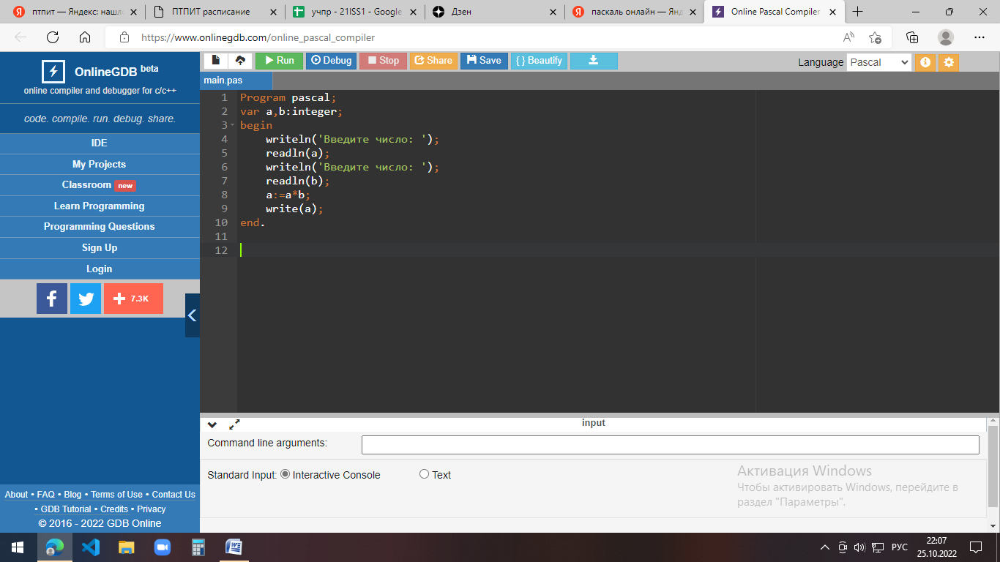 птпит — Яндекс: нашло
ПТПИТ расписание
учпр - 21ISS1 - Google
Дзен
паскаль онлайн — Янд
Online Pascal Compiler
https://www.onlinegdb.com/online_pascal_compiler
OnlineGDB beta
online compiler and debugger for c/c++
code. compile. run. debug. share.
IDE
My Projects
Classroom new
Learn Programming
Programming Questions
Sign Up
Login
7.3K
About • FAQ • Blog • Terms of Use • Contact Us
• GDB Tutorial • Credits • Privacy
© 2016 - 2022 GDB Online
Run Debug Stop Share Save { } Beautify
Language Pascal
main.pas
1 Program pascal;
2 var a,b:integer;
3 begin
4 writeln('Введите число: ');
5 readln(a);
6 writeln('Введите число: ');
7 readln(b);
8 a:=a*b;
9 write(a);
10 end.
11
12
input
Command line arguments:
Standard Input: Interactive Console Text
Активация Windows
Чтобы активировать Windows, перейдите в
раздел "Параметры".
РУС
22:07
25.10.2022